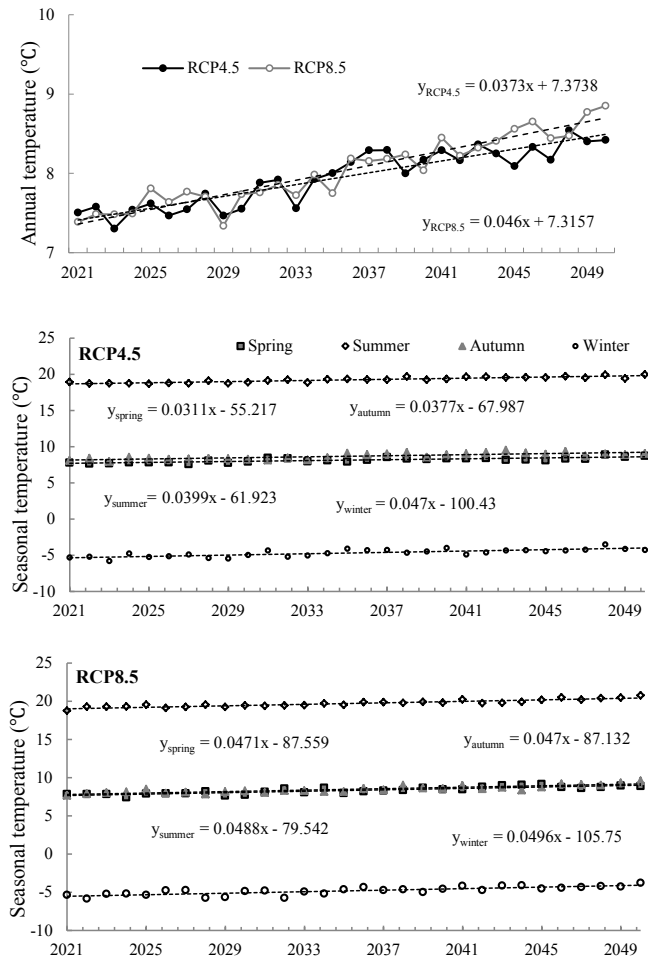 Annual temperature (°C)
10
9
8
7
RCP4.5 RCP8.5
yRCP4.5 = 0.0373x + 7.3738
yRCP8.5 = 0.046x + 7.3157
2021 2025 2029 2033 2037 2041 2045 2049
Seasonal temperature (°C)
25
20
15
10
5
0
-5
-10
RCP4.5
Spring Summer Autumn Winter
yspring = 0.0311x - 55.217 yautumn = 0.0377x - 67.987
ysummer= 0.0399x - 61.923 ywinter = 0.047x - 100.43
2021 2025 2029 2033 2037 2041 2045 2049
Seasonal temperature (°C)
25
20
15
10
5
0
-5
-10
RCP8.5
yspring = 0.0471x - 87.559 yautumn = 0.047x - 87.132
ysummer = 0.0488x - 79.542 ywinter = 0.0496x - 105.75
2021 2025 2029 2033 2037 2041 2045 2049